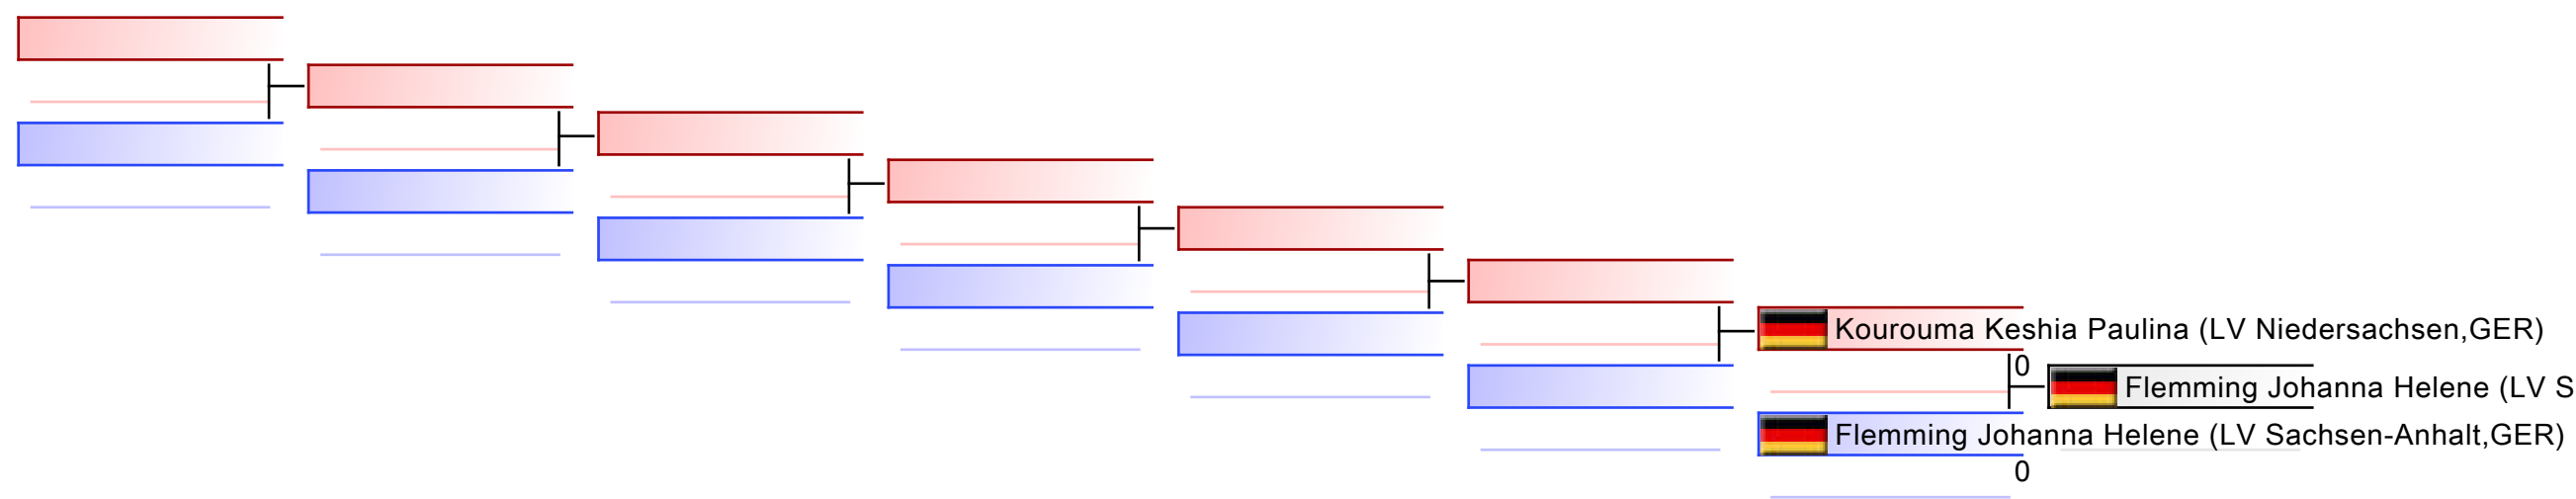 Kourouma Keshia Paulina (LV Niedersachsen,GER)
0
Flemming Johanna Helene (LV S
Flemming Johanna Helene (LV Sachsen-Anhalt,GER)
0